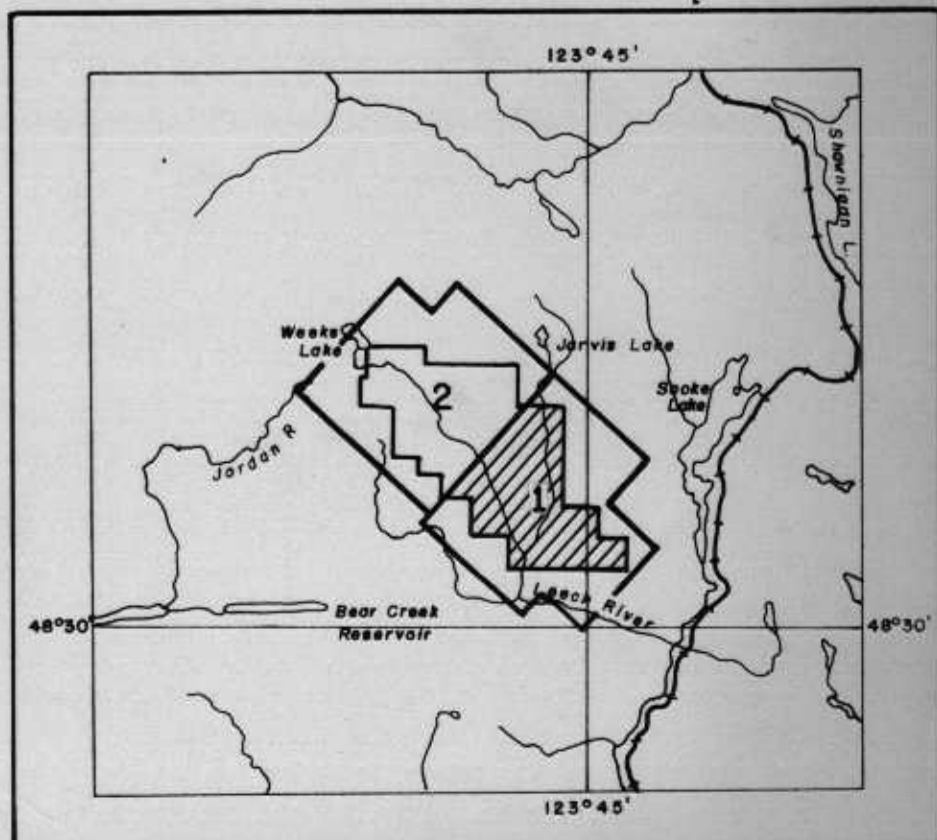 123° 45'
Shawnigan L.
Weeks
Lake
Jarvis Lake
Sooke
Lake
2
Jordan R
1
Leech River
Bear Creek
Reservoir
48°30'
48°30'
123° 45'